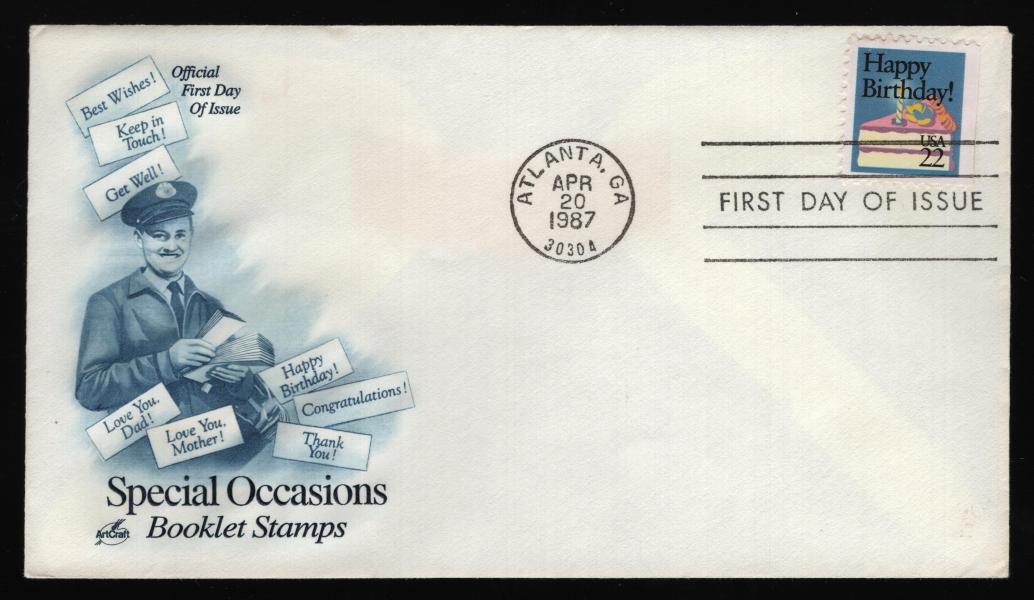 Official
First Day
Of Issue
Best Wishes!
Keep in
Touch!
Get Well!
Happy
Birthday!
Congratulations!
Love You,
Dad!
Love You,
Mother!
Thank
You!
Special Occasions
ArtCraft
Booklet Stamps
ATLANTA, GA
APR
20
1987
30304
Happy
Birthday!
USA
22
FIRST DAY OF ISSUE